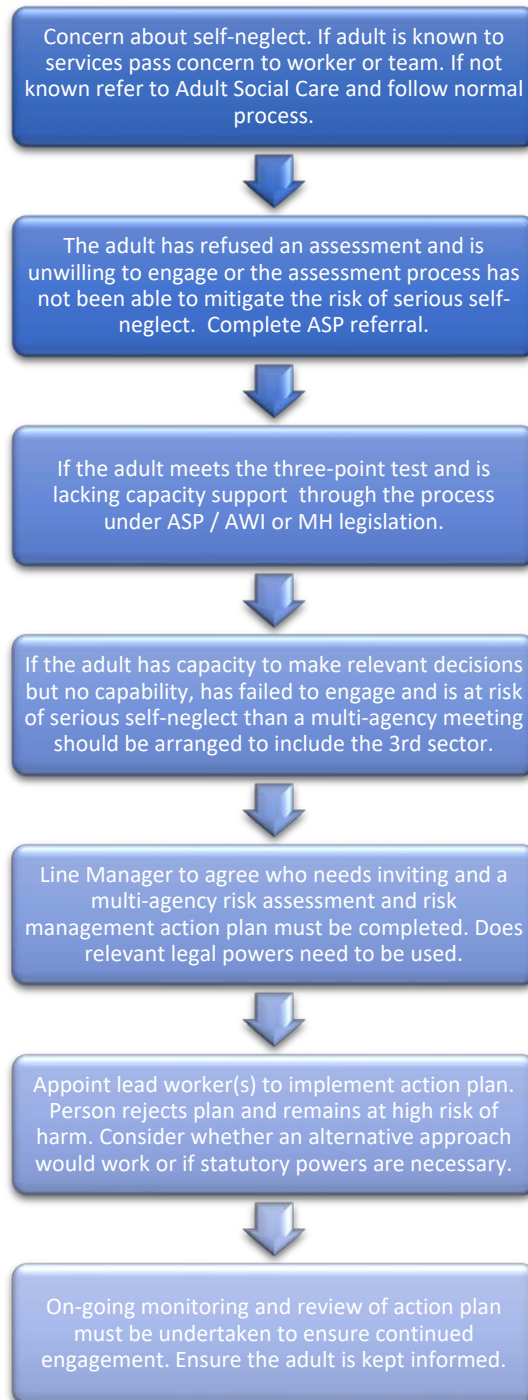 Concern about self-neglect. If adult is known to
services pass concern to worker or team. If not
known refer to Adult Social Care and follow normal
process.
The adult has refused an assessment and is
unwilling to engage or the assessment process has
not been able to mitigate the risk of serious self-
neglect.  Complete ASP referral.
If the adult meets the three-point test and is
lacking capacity support  through the process
under ASP / AWI or MH legislation.
If the adult has capacity to make relevant decisions
but no capability, has failed to engage and is at risk
of serious self-neglect than a multi-agency meeting
should be arranged to include the 3rd sector.
Line Manager to agree who needs inviting and a
multi-agency risk assessment and risk
management action plan must be completed. Does
relevant legal powers need to be used.
Appoint lead worker(s) to implement action plan.
Person rejects plan and remains at high risk of
harm. Consider whether an alternative approach
would work or if statutory powers are necessary.
On-going monitoring and review of action plan
must be undertaken to ensure continued
engagement. Ensure the adult is kept informed.